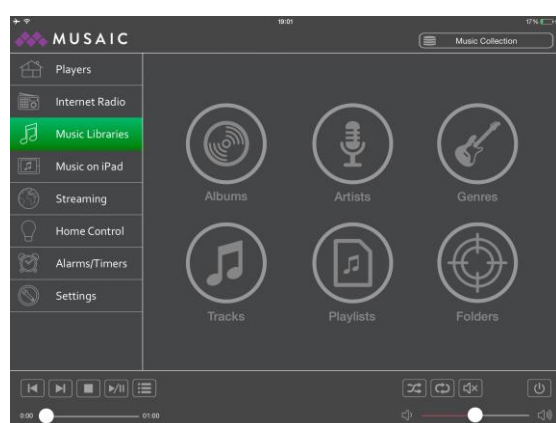 19:01
17%
MUSAIC
Music Collection
Players
Internet Radio
Music Libraries
Music on iPad
Streaming
Home Control
Alarms/Timers
Settings
Albums
Artists
Genres
Tracks
Playlists
Folders
0:00
01:00